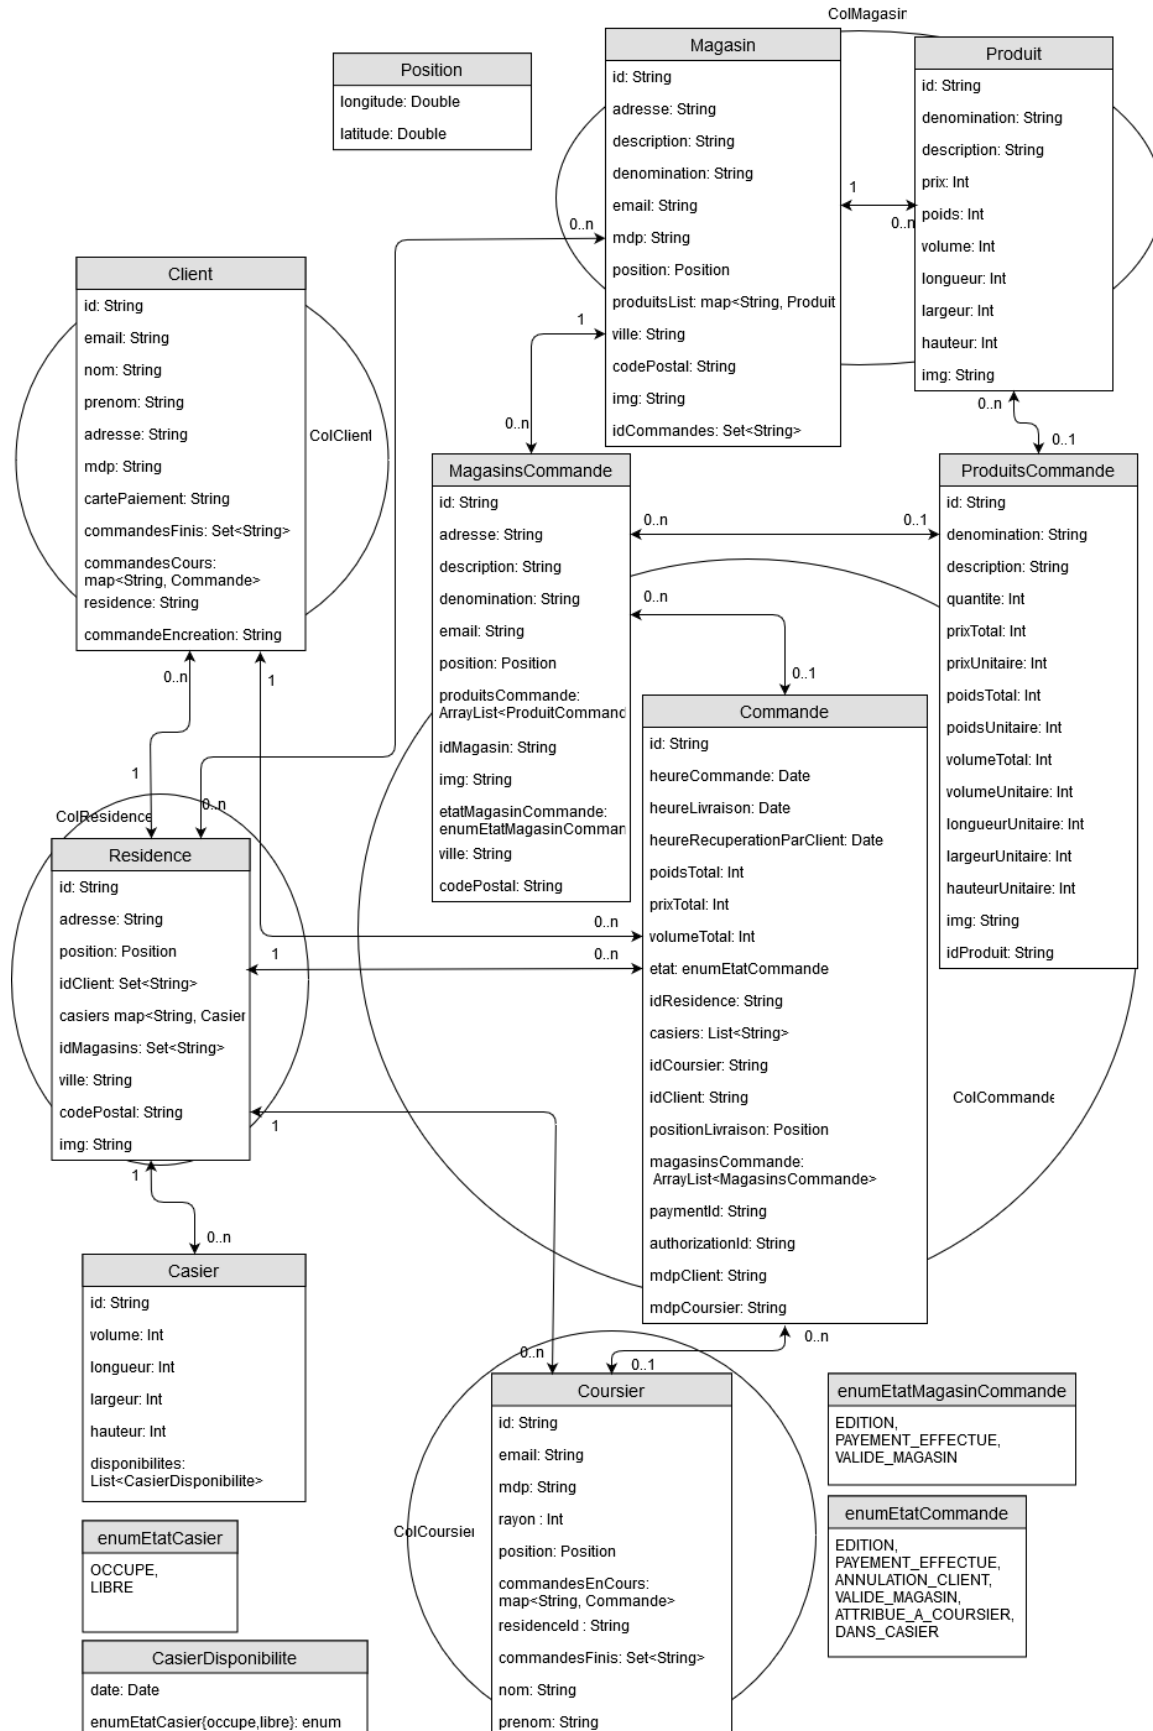 ColMagasin
Magasin
id: String
adresse: String
description: String
denomination: String
email: String
mdp: String
position: Position
produitsList: map<String, Produit
ville: String
codePostal: String
img: String
idCommandes: Set<String>
Produit
id: String
denomination: String
description: String
prix: Int
poids: Int
volume: Int
longueur: Int
largeur: Int
hauteur: Int
img: String
Position
longitude: Double
latitude: Double
1
0..n
0..n
1
0..n
0..n
0..1
Client
id: String
email: String
nom: String
prenom: String
adresse: String
mdp: String
cartePaiement: String
commandesFinis: Set<String>
commandesCours:
map<String, Commande>
residence: String
commandeEncreation: String
ColClient
MagasinsCommande
id: String
adresse: String
description: String
denomination: String
email: String
position: Position
produitsCommande:
ArrayList<ProduitCommand
idMagasin: String
img: String
etatMagasinCommande:
enumEtatMagasinComman
ville: String
codePostal: String
0..n
0..1
0..n
0..1
ProduitsCommande
id: String
denomination: String
description: String
quantite: Int
prixTotal: Int
prixUnitaire: Int
poidsTotal: Int
poidsUnitaire: Int
volumeTotal: Int
volumeUnitaire: Int
longueurUnitaire: Int
largeurUnitaire: Int
hauteurUnitaire: Int
img: String
idProduit: String
Commande
id: String
heureCommande: Date
heureLivraison: Date
heureRecuperationParClient: Date
poidsTotal: Int
prixTotal: Int
volumeTotal: Int
etat: enumEtatCommande
idResidence: String
casiers: List<String>
idCoursier: String
idClient: String
positionLivraison: Position
magasinsCommande:
ArrayList<MagasinsCommande>
paymentId: String
authorizationId: String
mdpClient: String
mdpCoursier: String
ColCommande
0..n
1
1
0..n
ColResidence
Residence
id: String
adresse: String
position: Position
idClient: Set<String>
casiers map<String, Casier
idMagasins: Set<String>
ville: String
codePostal: String
img: String
0..n
1
0..n
1
1
0..n
Casier
id: String
volume: Int
longueur: Int
largeur: Int
hauteur: Int
disponibilites:
List<CasierDisponibilite>
0..n
0..1
0..n
Coursier
id: String
email: String
mdp: String
rayon : Int
position: Position
commandesEnCours:
map<String, Commande>
residenceId : String
commandesFinis: Set<String>
nom: String
prenom: String
ColCoursier
enumEtatMagasinCommande
EDITION,
PAYEMENT_EFFECTUE,
VALIDE_MAGASIN
enumEtatCommande
EDITION,
PAYEMENT_EFFECTUE,
ANNULATION_CLIENT,
VALIDE_MAGASIN,
ATTRIBUE_A_COURSIER,
DANS_CASIER
enumEtatCasier
OCCUPE,
LIBRE
CasierDisponibilite
date: Date
enumEtatCasier{occupe,libre}: enum